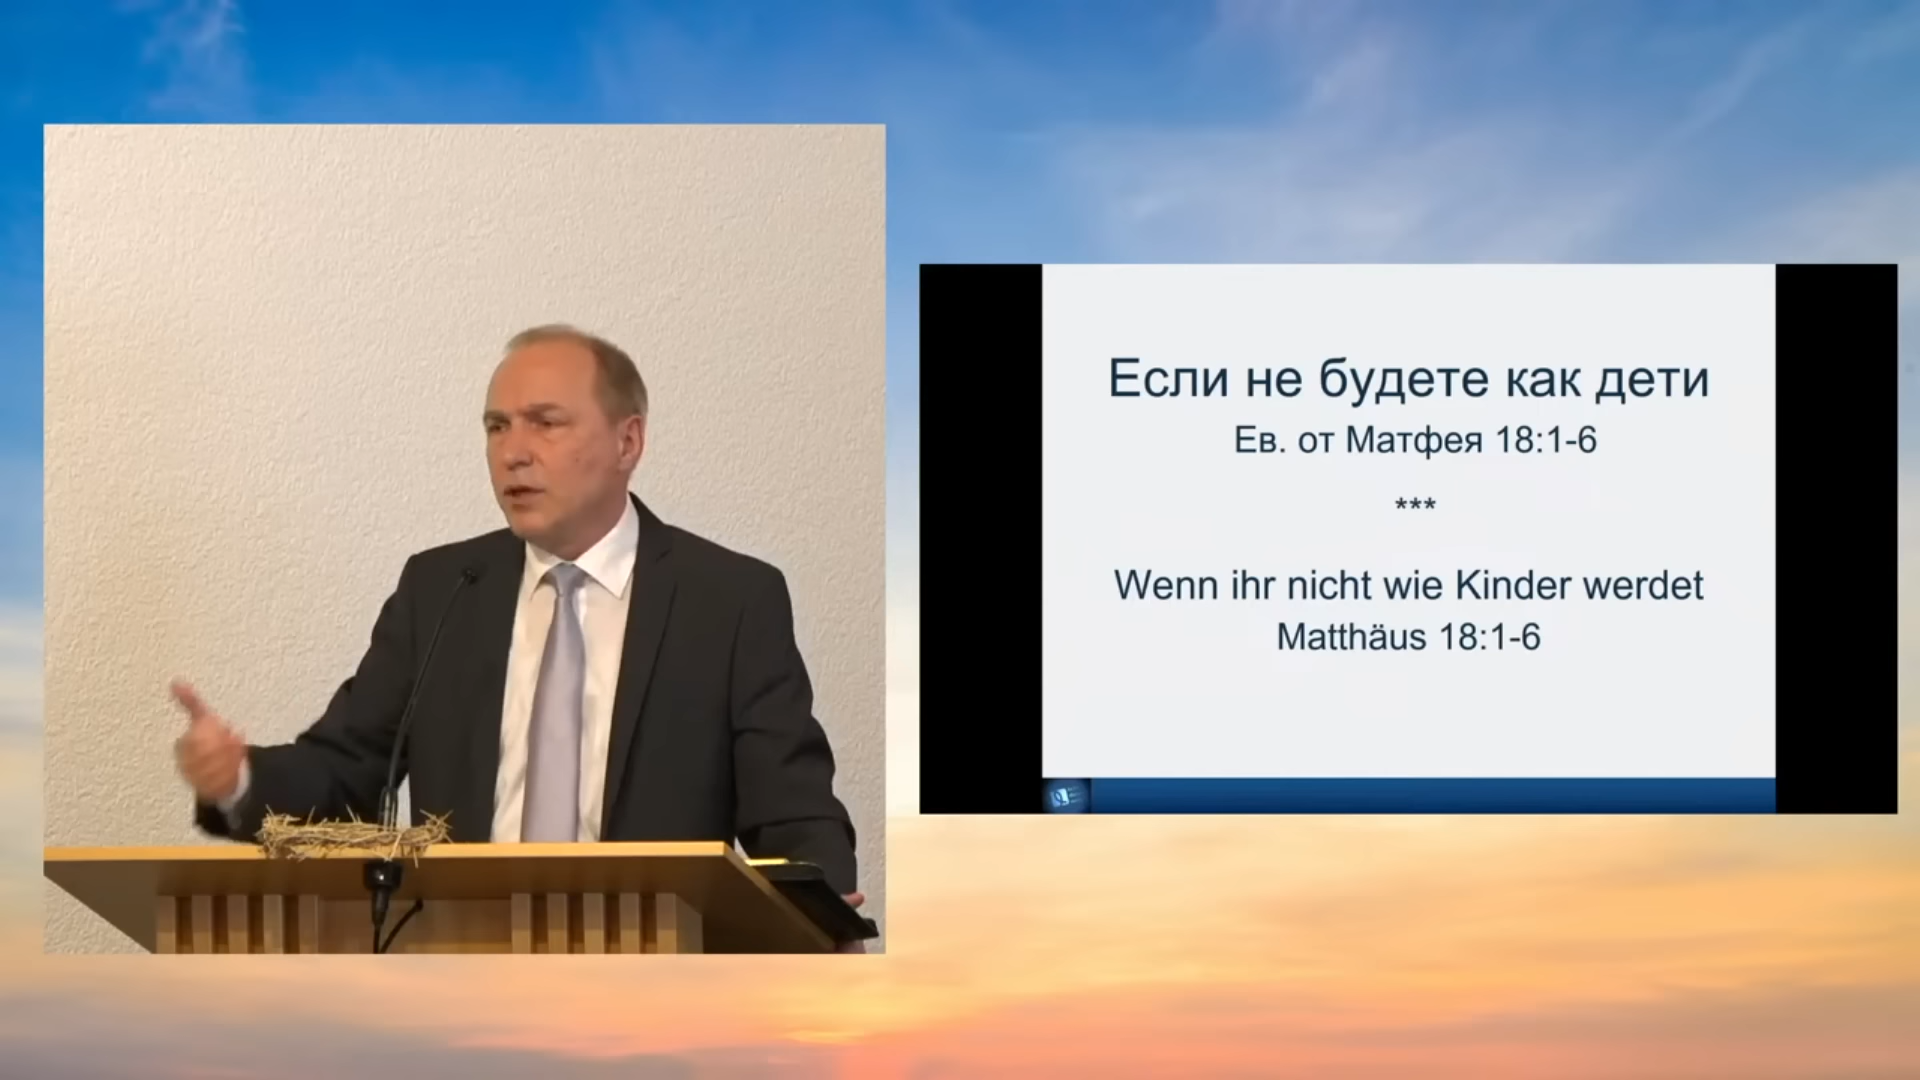 Если не будете как дети
Ев. от Матфея 18:1-6
***
Wenn ihr nicht wie Kinder werdet
Matthäus 18:1-6